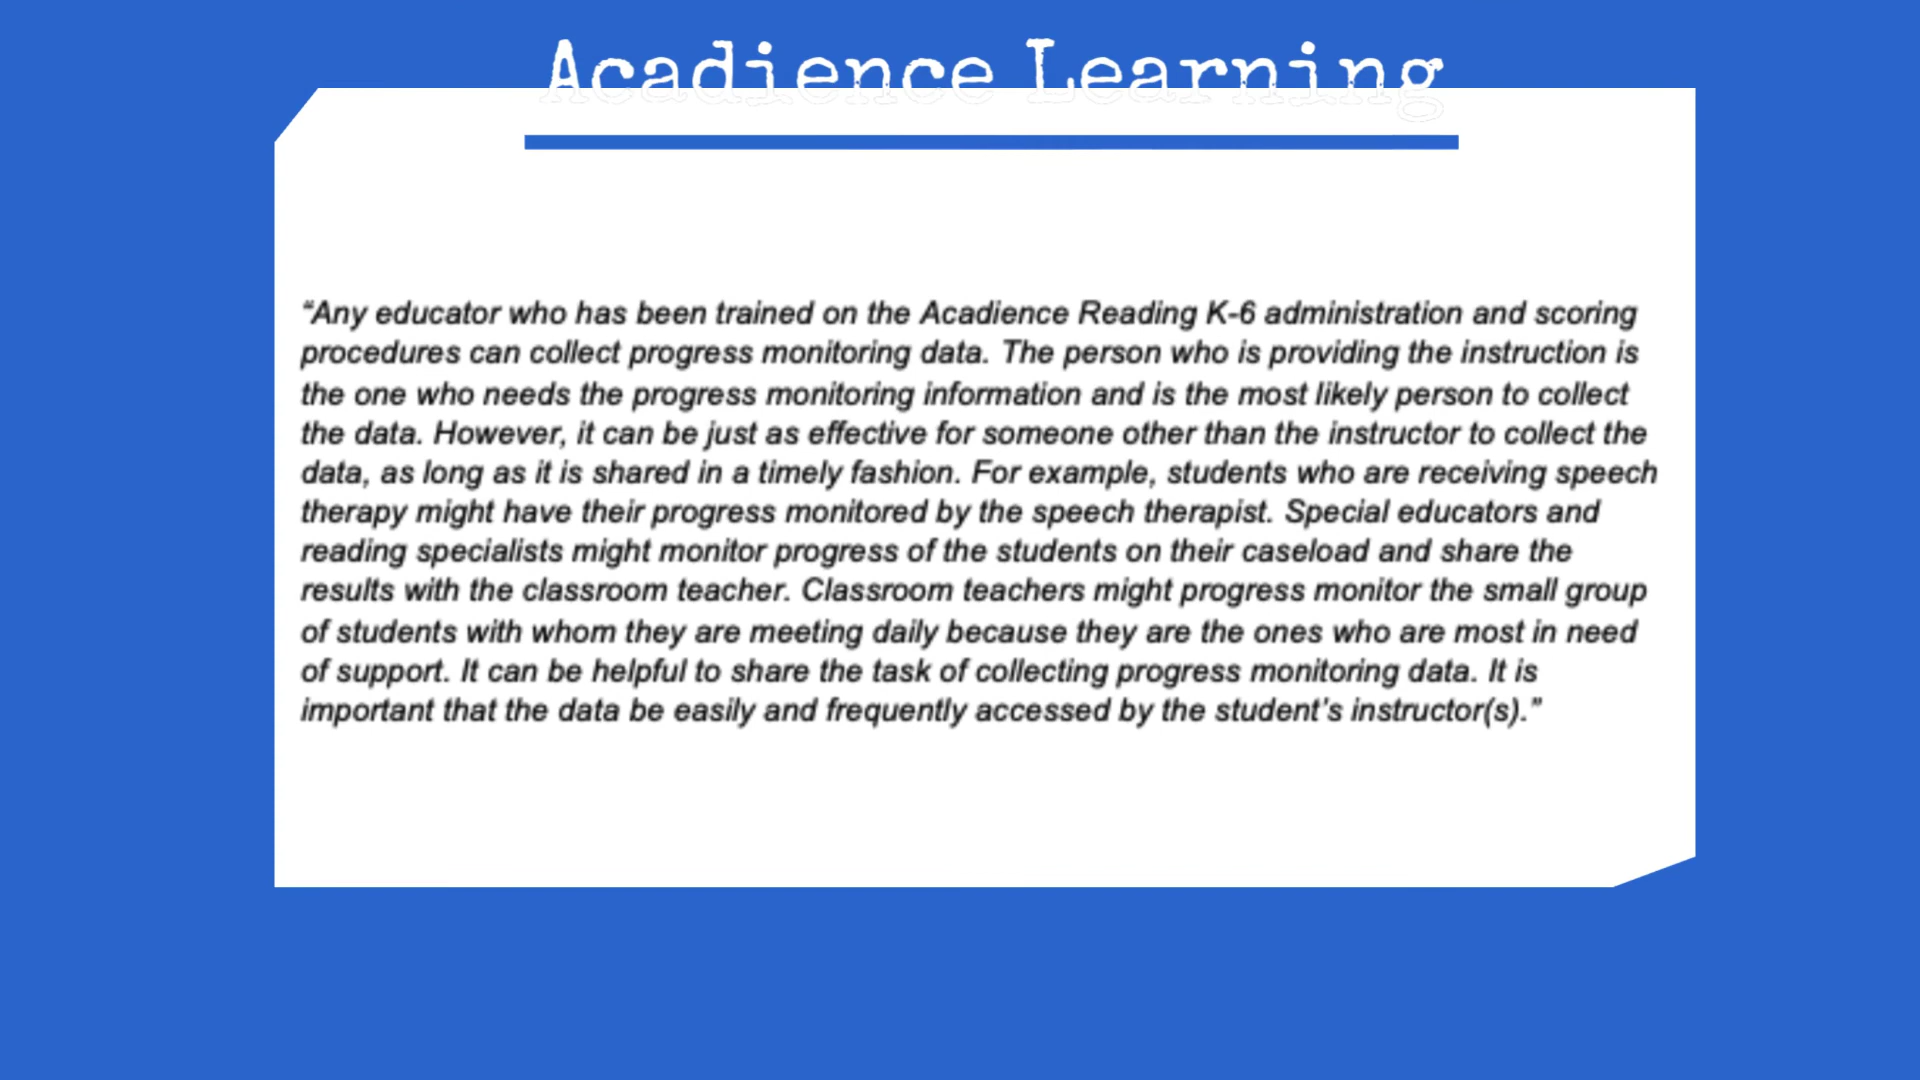 Acadience Learning
“Any educator who has been trained on the Acadience Reading K-6 administration and scoring
procedures can collect progress monitoring data. The person who is providing the instruction is
the one who needs the progress monitoring information and is the most likely person to collect
the data. However, it can be just as effective for someone other than the instructor to collect the
data, as long as it is shared in a timely fashion. For example, students who are receiving speech
therapy might have their progress monitored by the speech therapist. Special educators and
reading specialists might monitor progress of the students on their caseload and share the
results with the classroom teacher. Classroom teachers might progress monitor the small group
of students with whom they are meeting daily because they are the ones who are most in need
of support. It can be helpful to share the task of collecting progress monitoring data. It is
important that the data be easily and frequently accessed by the student’s instructor(s).”